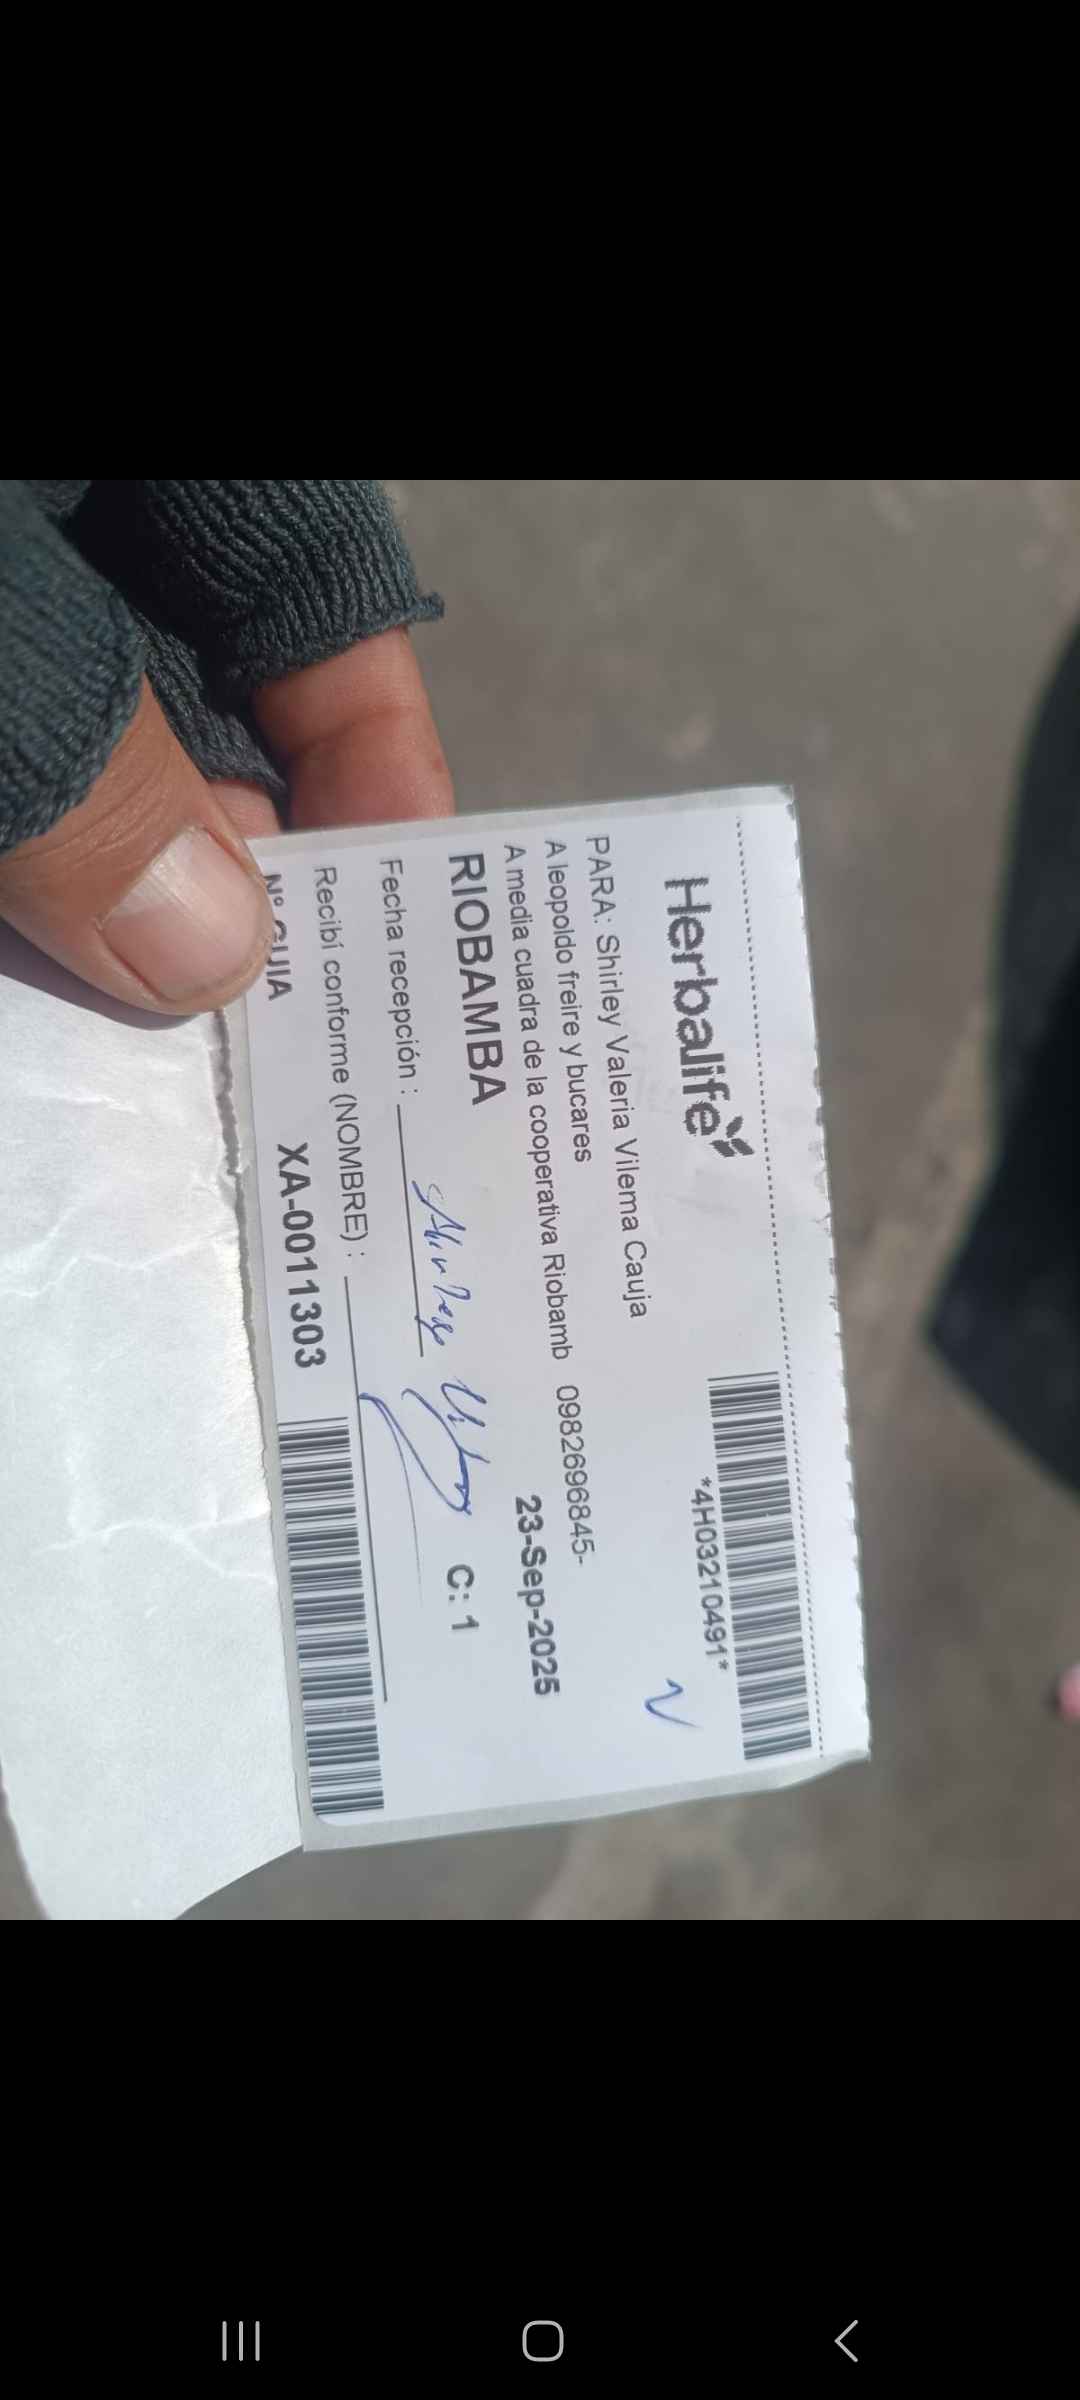 Herbalife
*4H03210491*
PARA: Shirley Valeria Vilema Cauja
A leopoldo freire y bucares
A media cuadra de la cooperativa Riobamb 0982696845-
RIOBAMBA 23-Sep-2025
Fecha recepción : C: 1
Recibí conforme (NOMBRE) :
N° GUIA XA-0011303